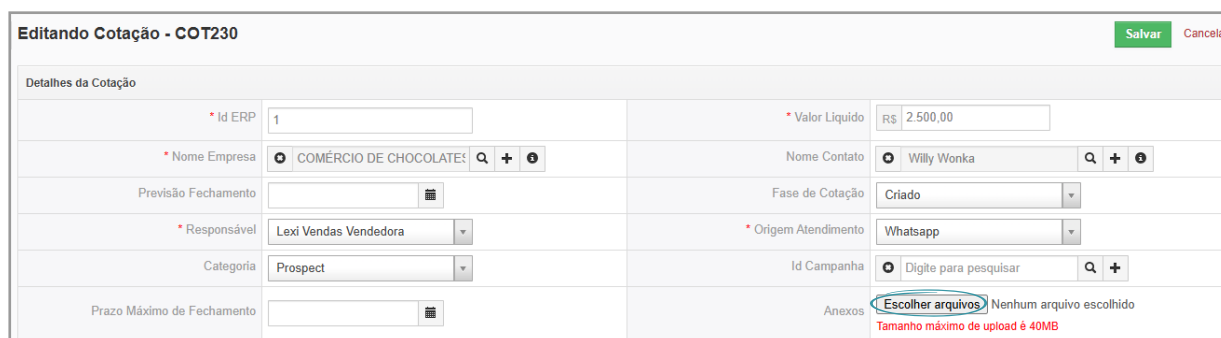 Editando Cotação - COT230
Salvar
Cancela
Detalhes da Cotação
* Id ERP 1 * Valor Liquido R$ 2.500,00
* Nome Empresa COMÉRCIO DE CHOCOLATES Nome Contato Willy Wonka
Previsão Fechamento Fase de Cotação Criado
* Responsável Lexi Vendas Vendedora * Origem Atendimento Whatsapp
Categoria Prospect Id Campanha Digite para pesquisar
Prazo Máximo de Fechamento Anexos Escolher arquivos Nenhum arquivo escolhido
Tamanho máximo de upload é 40MB